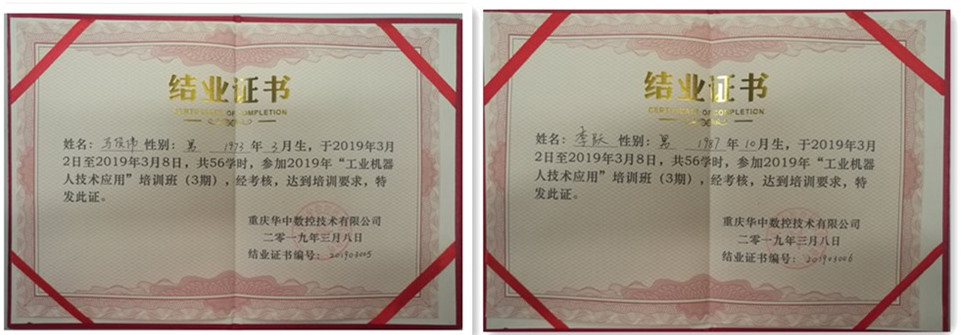 结业证书
CERTIFICATE OF COMPLETION
姓名： 性别：男 1973 年 3 月生，于2019年3月
2日至2019年3月8日，共56学时，参加2019年“工业机器
人技术应用”培训班（3期），经考核，达到培训要求，特
发此证。
重庆华中数控技术有限公司
二零一九年三月八日
结业证书编号：201903005
结业证书
CERTIFICATE OF COMPLETION
姓名：李跃 性别：男 1987 年 10 月生，于2019年3月
2日至2019年3月8日，共56学时，参加2019年“工业机器
人技术应用”培训班（3期），经考核，达到培训要求，特
发此证。
重庆华中数控技术有限公司
二零一九年三月八日
结业证书编号：201903006